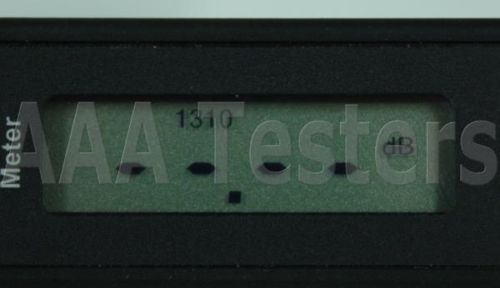 1310
AAA Testers
dB
- - - -
.
Meter